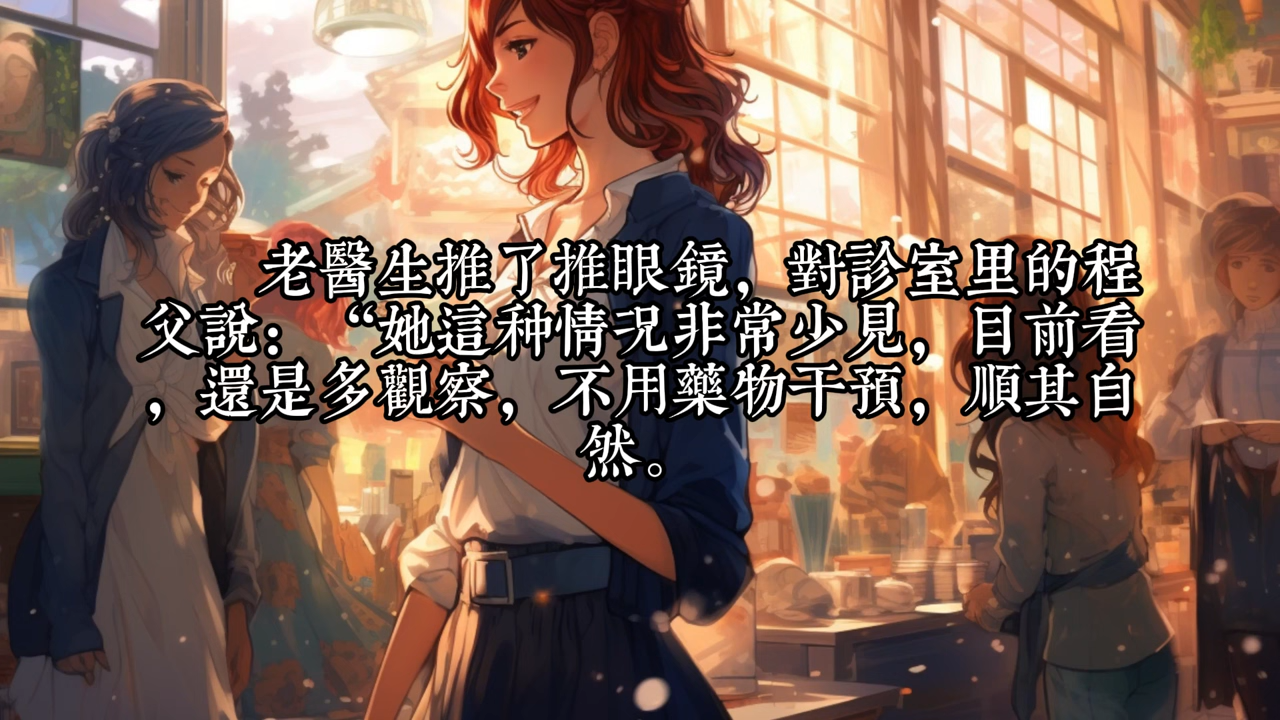 老醫生推了推眼鏡，對診室里的程
父說：“她這种情況非常少見，目前看
，還是多觀察，不用藥物干預，順其自
然。